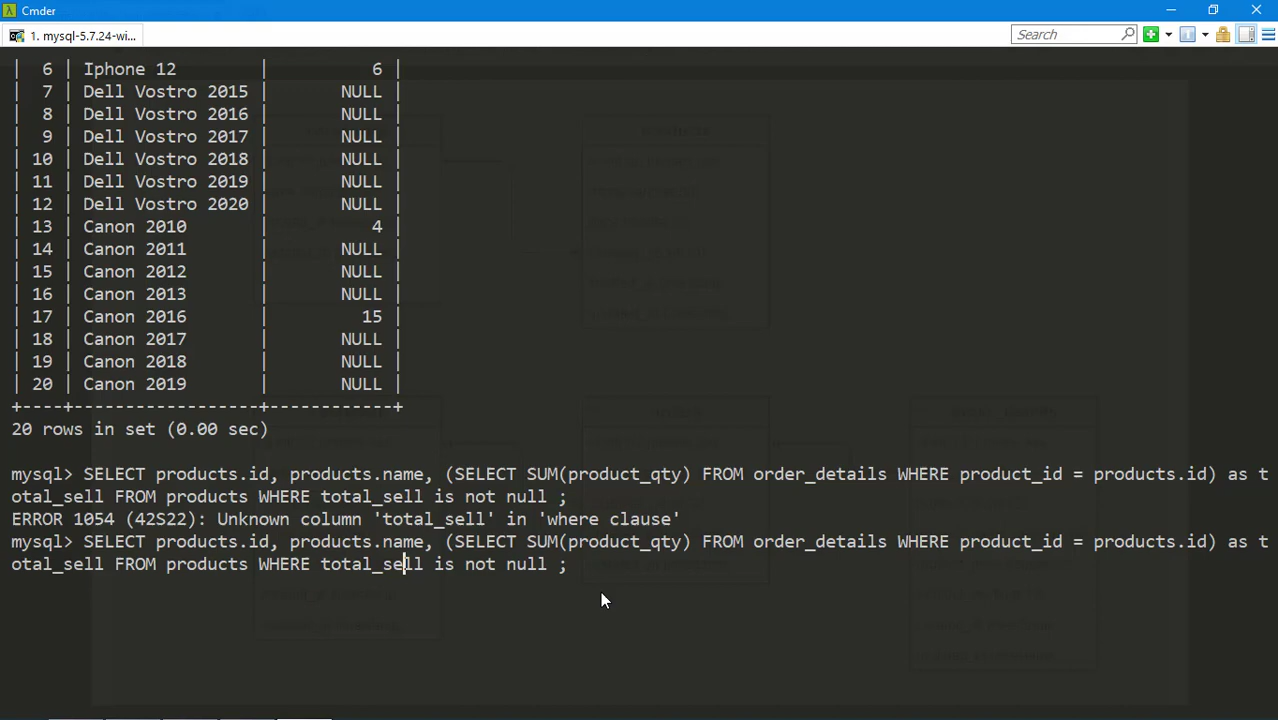 Cmder
1. mysql-5.7.24-wi...
Search
|  6 | Iphone 12        |          6 |
|  7 | Dell Vostro 2015 |       NULL |
|  8 | Dell Vostro 2016 |       NULL |
|  9 | Dell Vostro 2017 |       NULL |
| 10 | Dell Vostro 2018 |       NULL |
| 11 | Dell Vostro 2019 |       NULL |
| 12 | Dell Vostro 2020 |       NULL |
| 13 | Canon 2010       |          4 |
| 14 | Canon 2011       |       NULL |
| 15 | Canon 2012       |       NULL |
| 16 | Canon 2013       |       NULL |
| 17 | Canon 2016       |         15 |
| 18 | Canon 2017       |       NULL |
| 19 | Canon 2018       |       NULL |
| 20 | Canon 2019       |       NULL |
+----+------------------+------------+
20 rows in set (0.00 sec)
mysql> SELECT products.id, products.name, (SELECT SUM(product_qty) FROM order_details WHERE product_id = products.id) as t
otal_sell FROM products WHERE total_sell is not null ;
ERROR 1054 (42S22): Unknown column 'total_sell' in 'where clause'
mysql> SELECT products.id, products.name, (SELECT SUM(product_qty) FROM order_details WHERE product_id = products.id) as t
otal_sell FROM products WHERE total_sell is not null ;